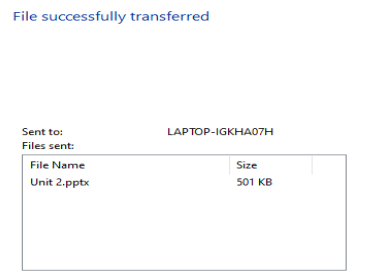 File successfully transferred
Sent to: LAPTOP-IGKHA07H
Files sent:
File Name Size
Unit 2.pptx 501 KB